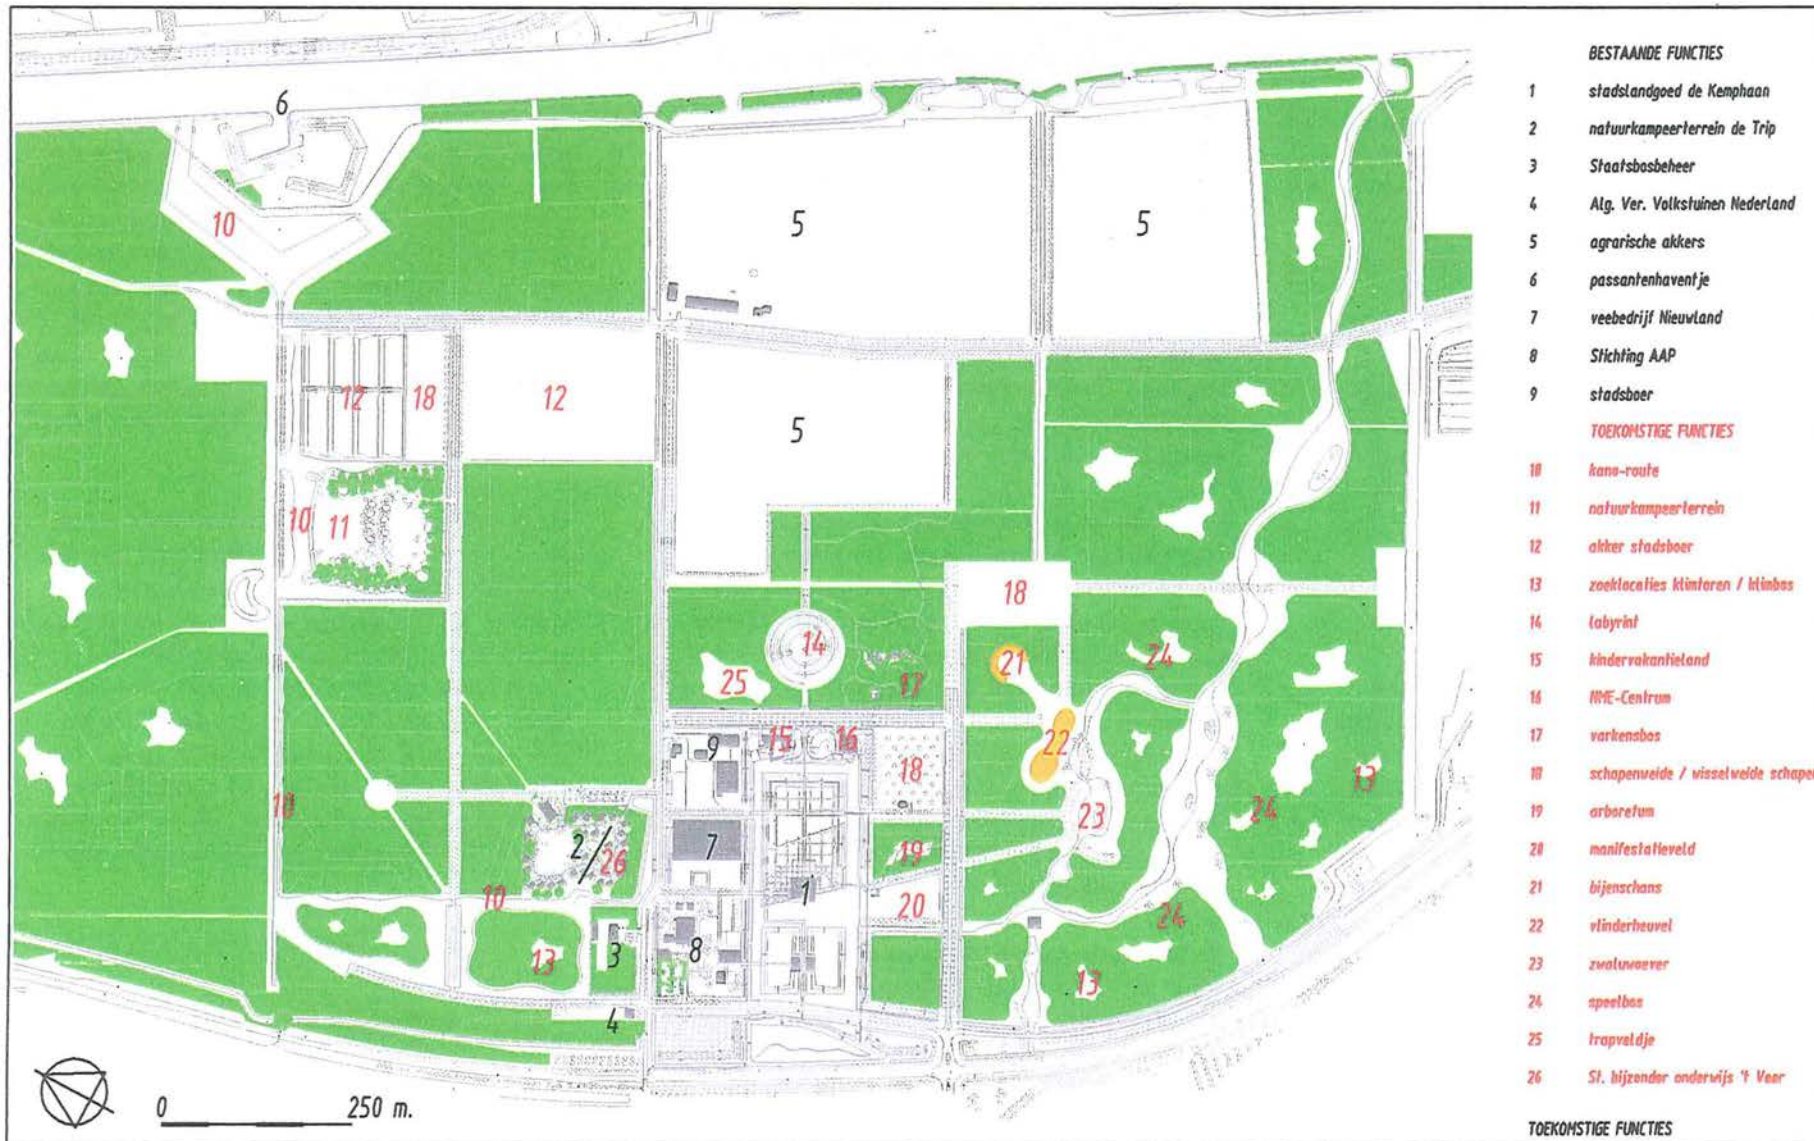 6
10
5
5
12
18
12
5
10
11
18
14
21
24
25
17
22
15
16
9
18
13
10
23
24
2
26
7
19
1
20
10
24
3
8
13
13
4
0 250 m.
BESTAANDE FUNCTIES
1 stadslandgoed de Kemphaan
2 natuurkampeerterrein de Trip
3 Staatsbosbeheer
4 Alg. Ver. Volkstuinen Nederland
5 agrarische akkers
6 passantenhaventje
7 veebedrijf Nieuwland
8 Stichting AAP
9 stadsboer
TOEKOMSTIGE FUNCTIES
10 kano-route
11 natuurkampeerterrein
12 akker stadsboer
13 zoeklocaties klimtoren / klimbos
14 labyrint
15 kindervakantieland
16 NME-Centrum
17 varkensbos
18 schapenweide / wisselweide schapen
19 arboretum
20 manifestatieveld
21 bijenschans
22 vlinderheuvel
23 zwaluwoever
24 speelbos
25 trapveldje
26 St. bijzonder onderwijs 't Veer
TOEKOMSTIGE FUNCTIES